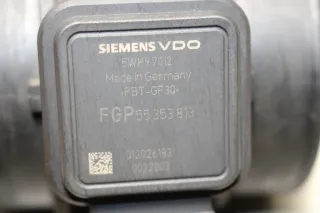 SIEMENS VDO
5WK9 7012
Made in Germany
›PBT-GF30‹
FGP 55 353 813